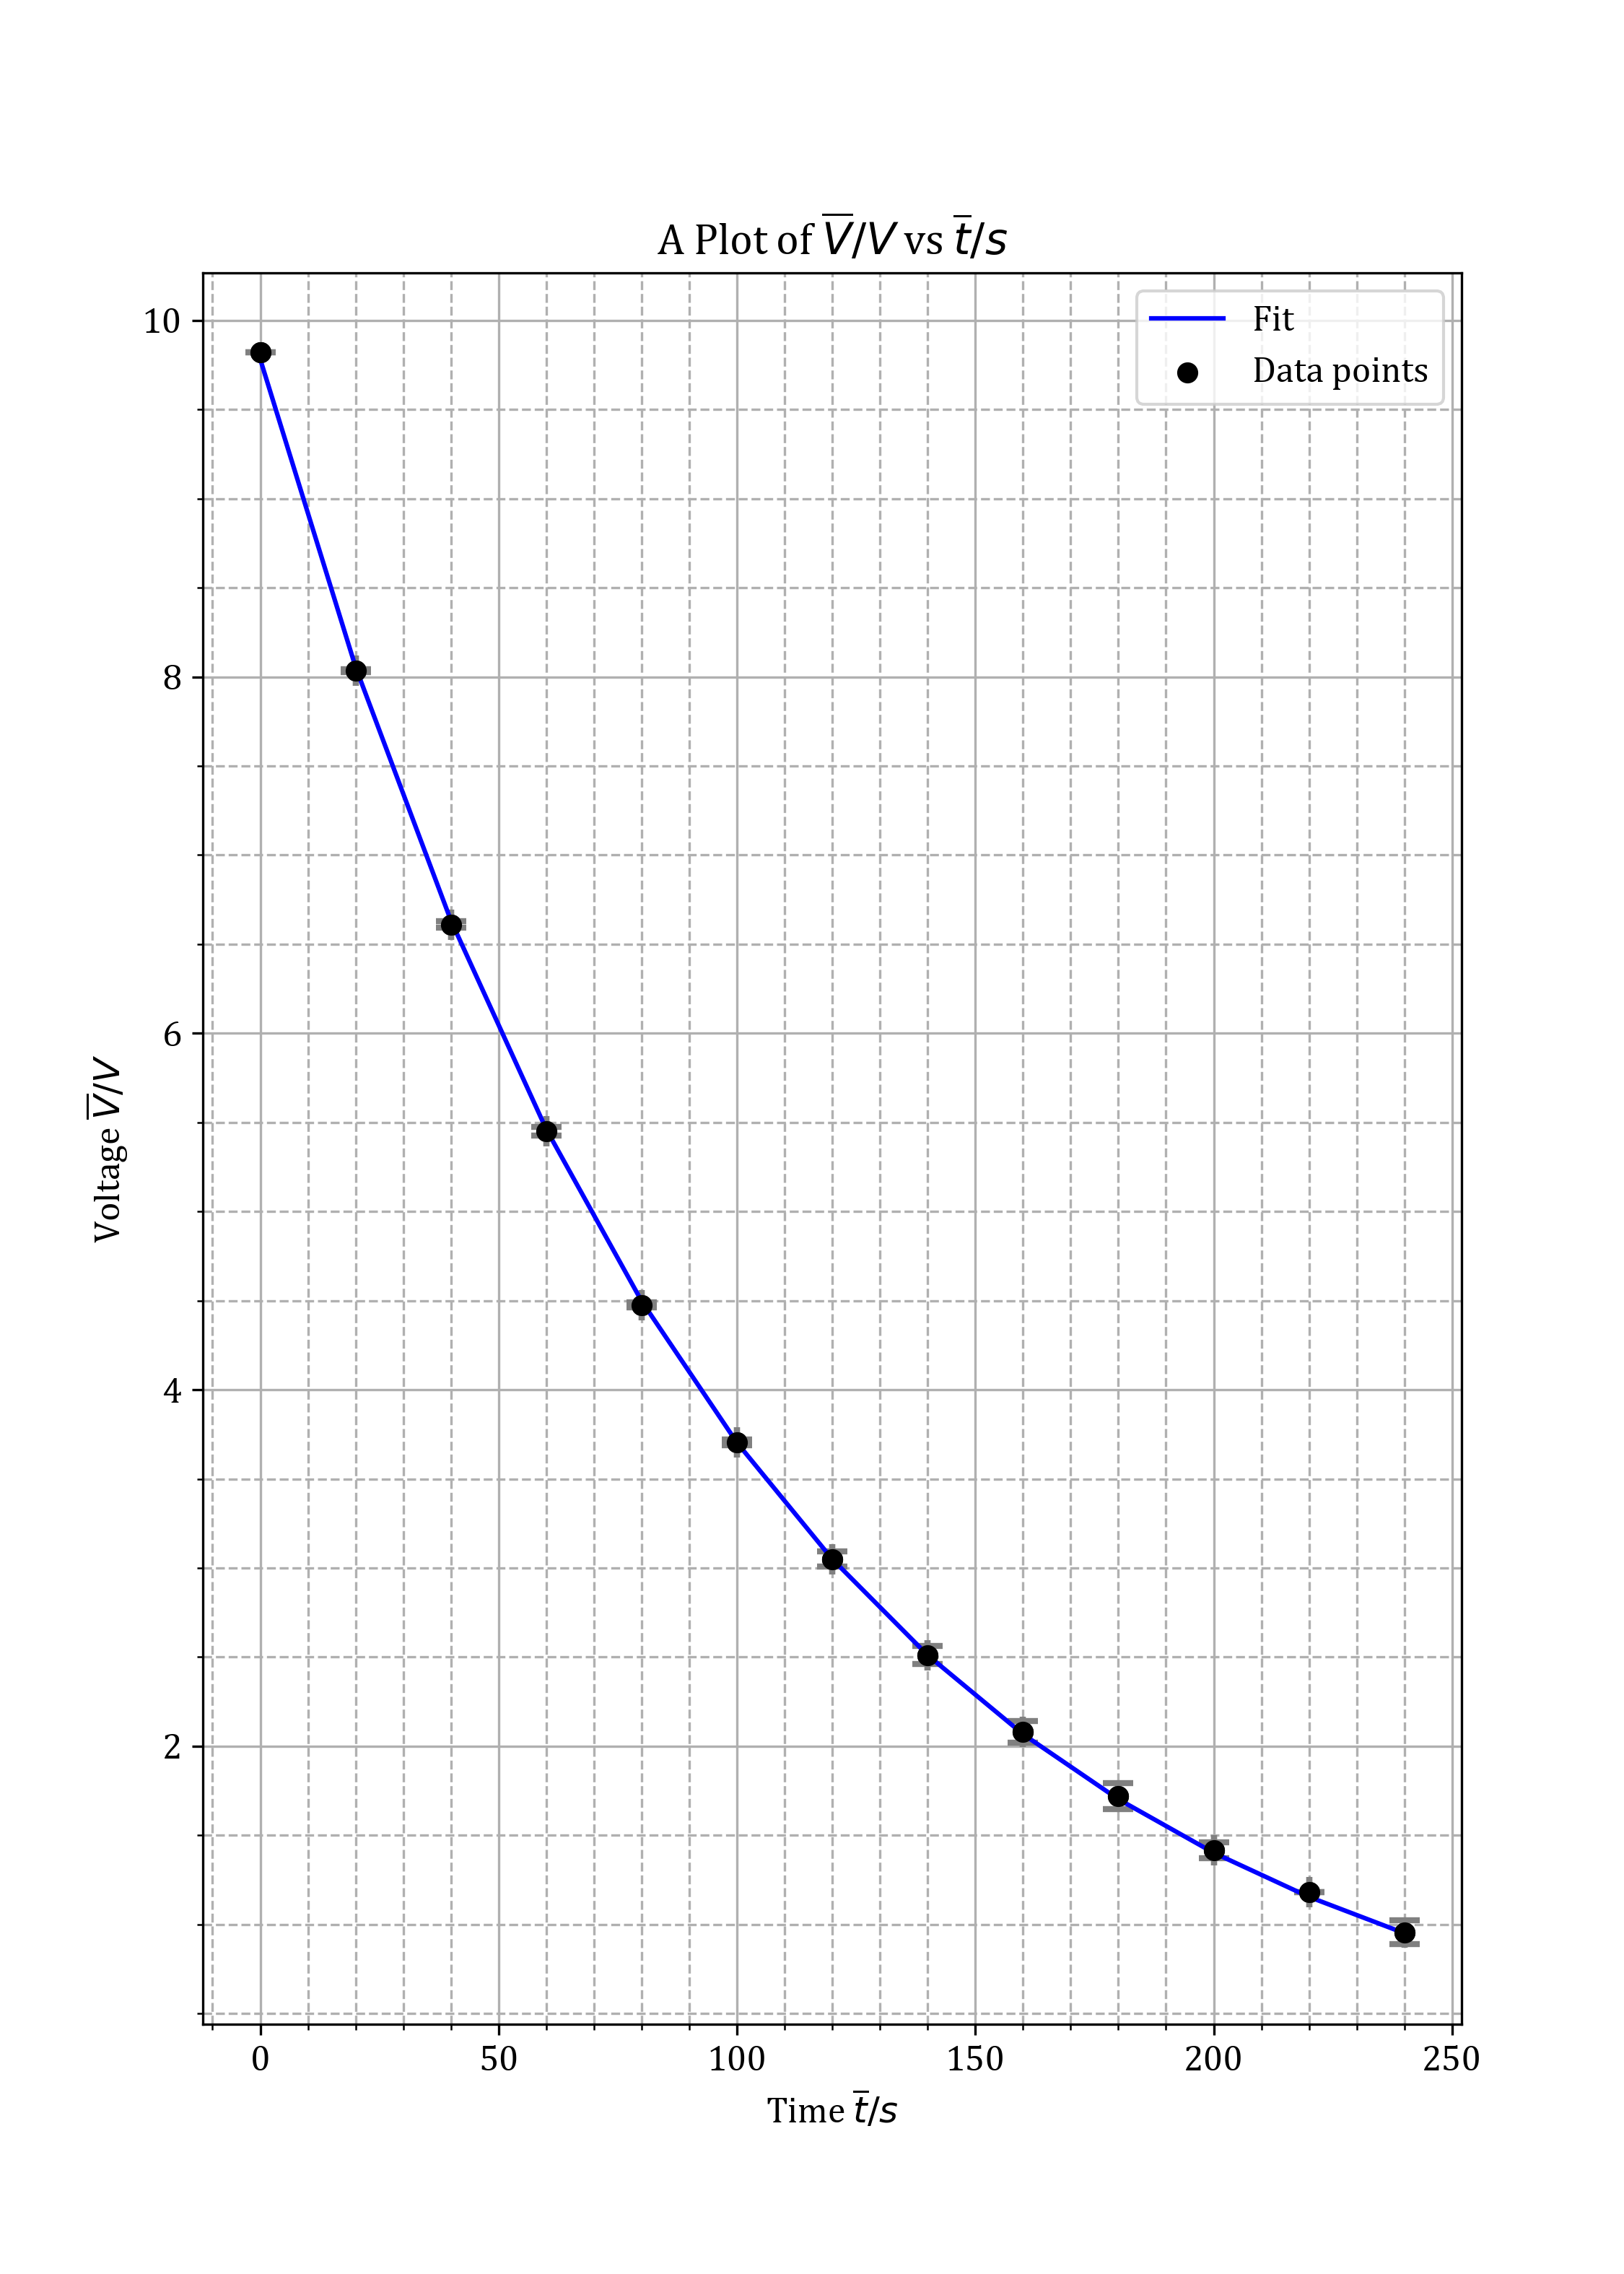 A Plot of V̅/V vs t̅/s
Fit
Data points
10
8
6
4
2
Voltage V̅/V
0 50 100 150 200 250
Time t̅/s